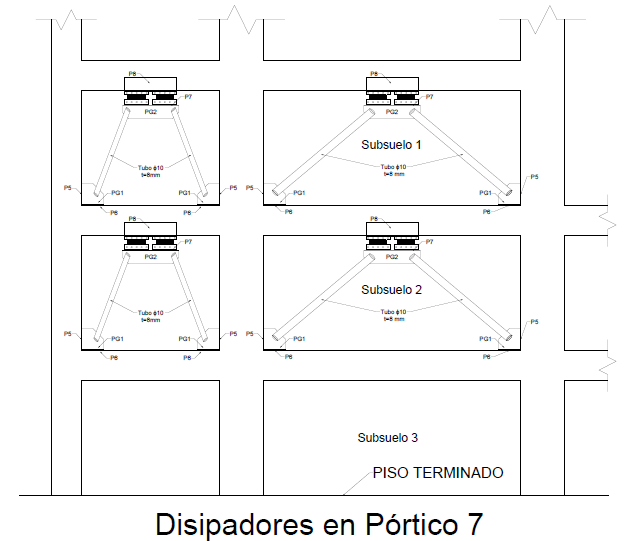 P8 P8
P7 P7
PG2 PG2
Subsuelo 1
Tubo ϕ10 Tubo ϕ10
t=8mm t=8 mm
P5 P5 P5 P5
PG1 PG1 PG1 PG1
P6 P6 P6 P6
P8 P8
P7 P7
PG2 PG2
Subsuelo 2
Tubo ϕ10 Tubo ϕ10
t=8mm t=8 mm
P5 P5 P5 P5
PG1 PG1 PG1 PG1
P6 P6 P6 P6
Subsuelo 3
PISO TERMINADO
Disipadores en Pórtico 7